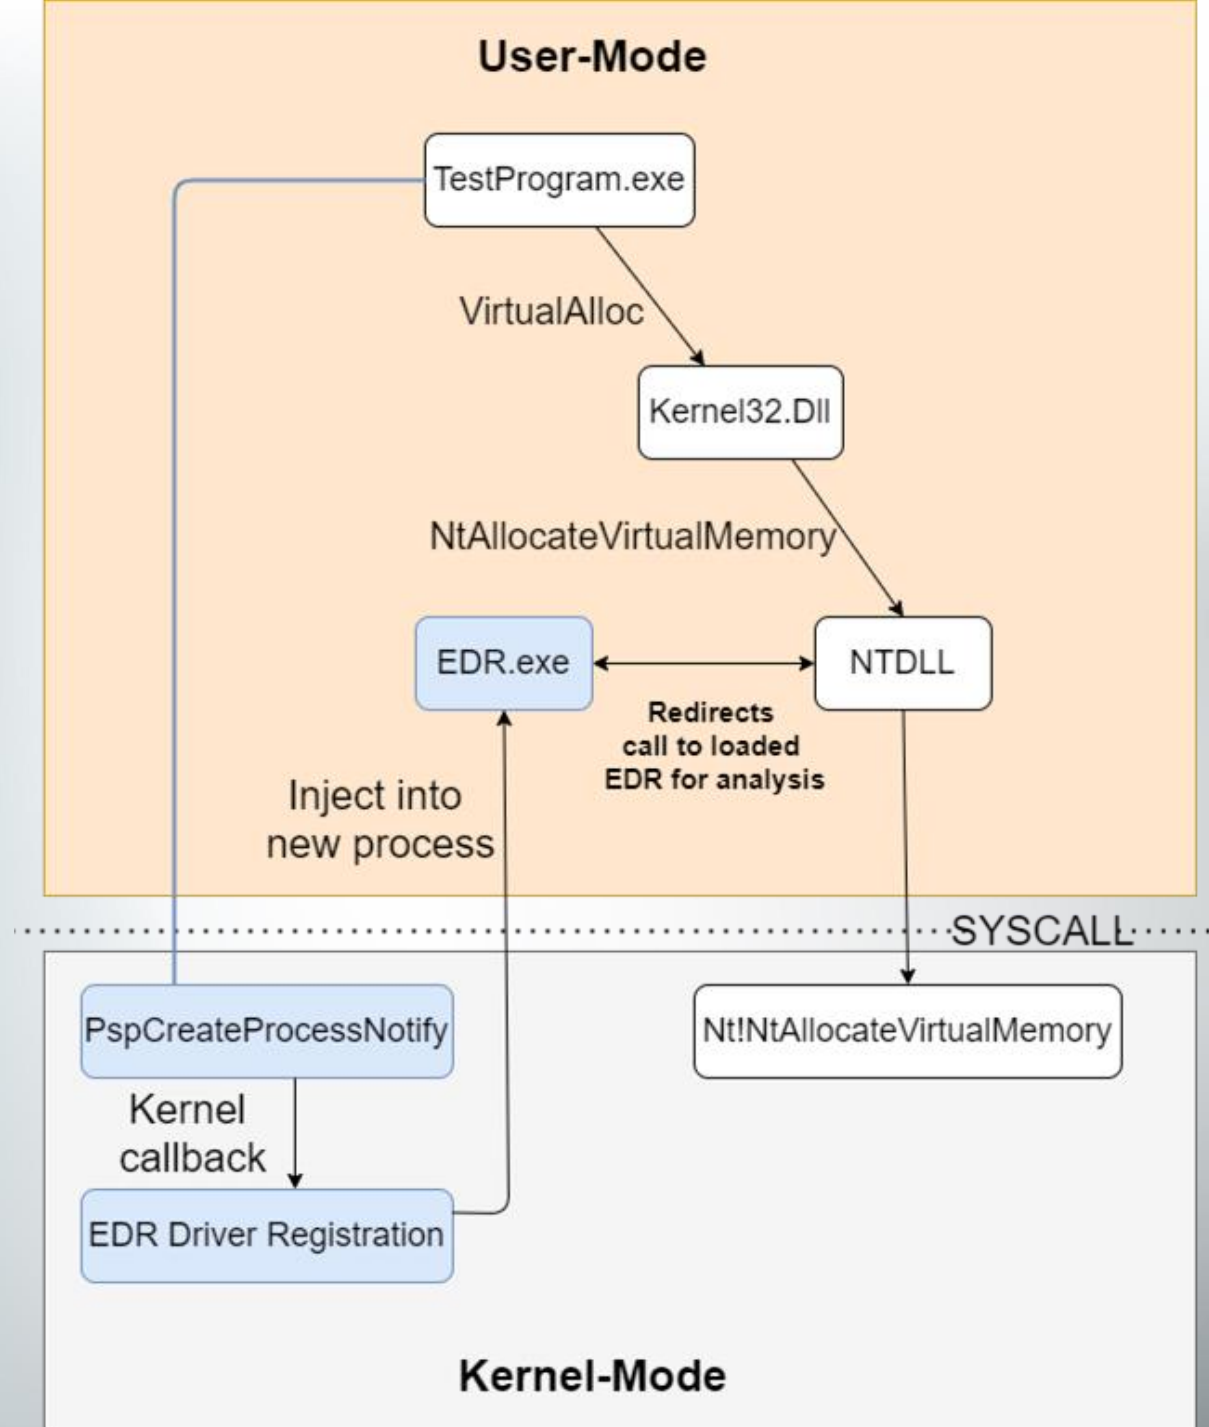 User-Mode
TestProgram.exe
VirtualAlloc
Kernel32.Dll
NtAllocateVirtualMemory
EDR.exe
NTDLL
Redirects
call to loaded
EDR for analysis
Inject into
new process
SYSCALL
PspCreateProcessNotify
Nt!NtAllocateVirtualMemory
Kernel
callback
EDR Driver Registration
Kernel-Mode